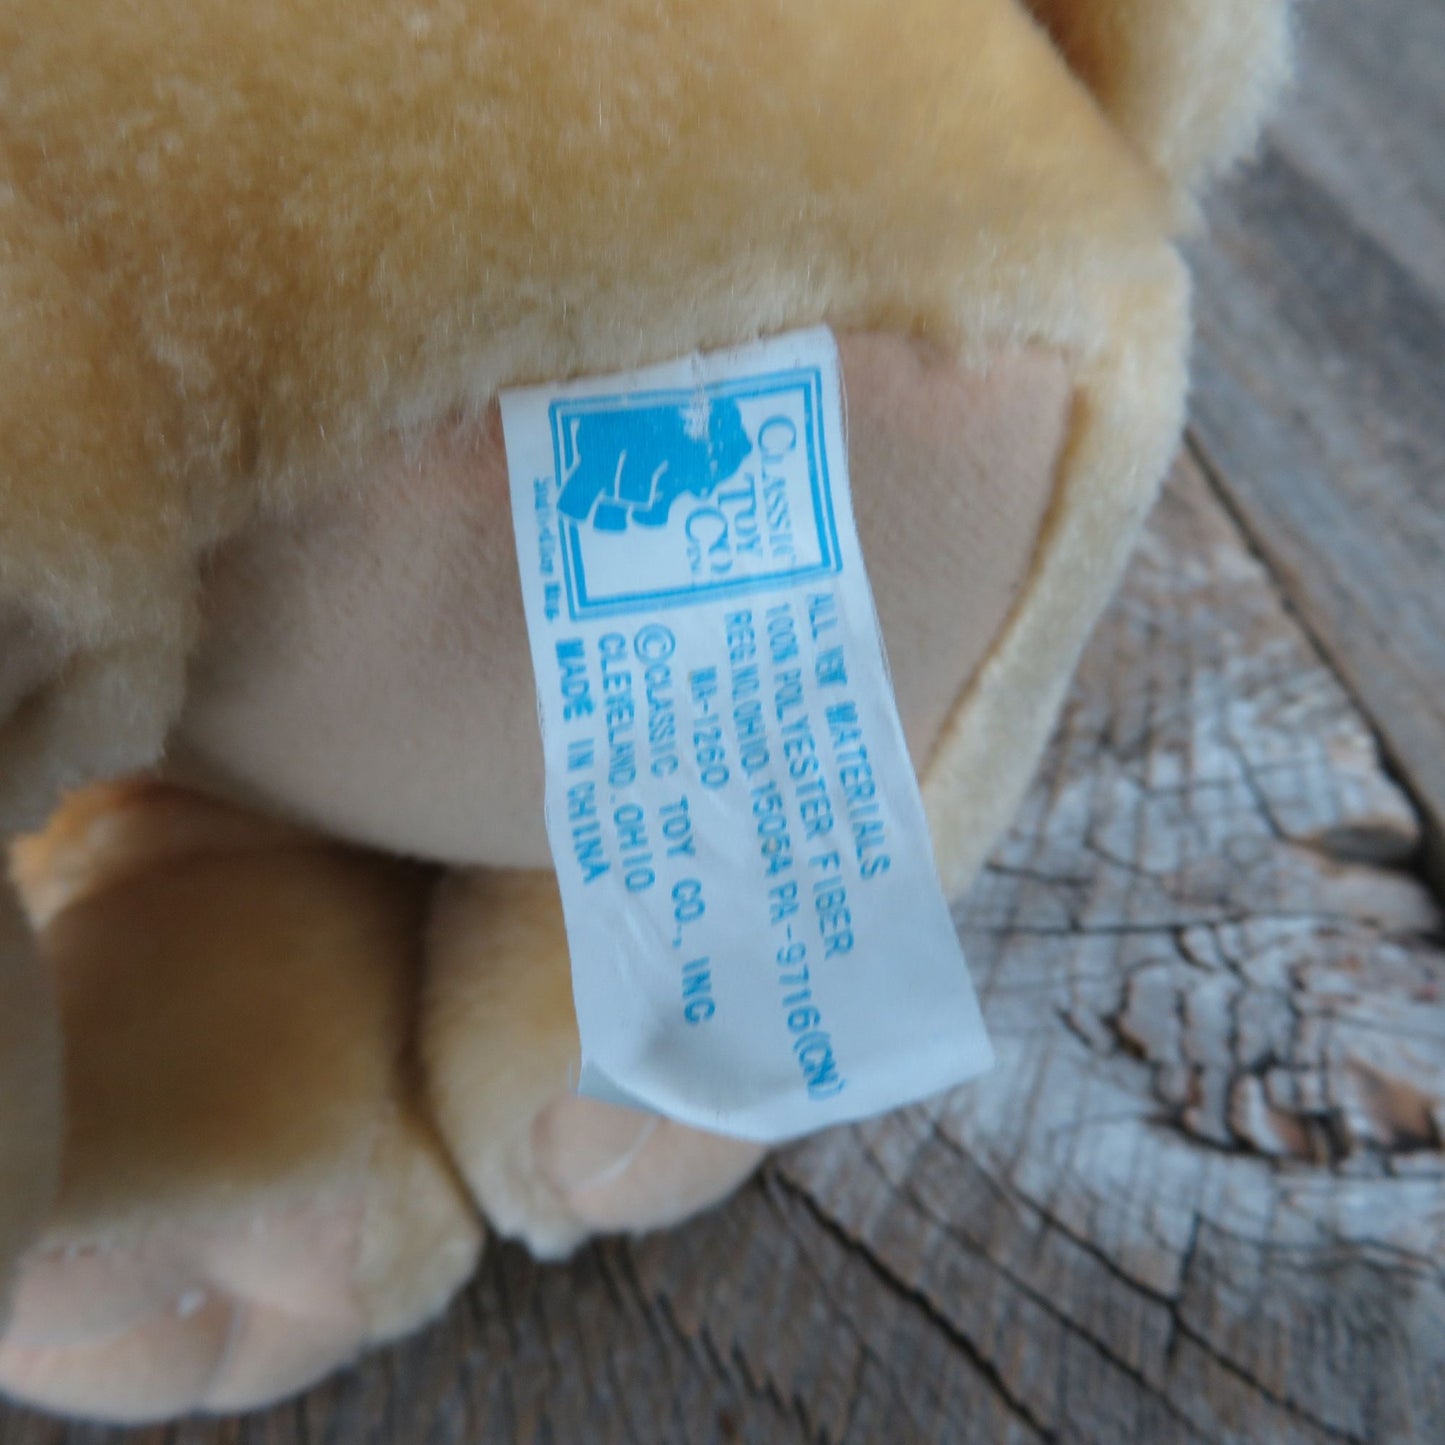 CLASSIC
TOY
CO.
ALL NEW MATERIALS
100% POLYESTER FIBER
REG NO. OHIO. 15054 PA-9716(CN)
MA-1260
©CLASSIC TOY CO., INC
CLEVELAND. OHIO
MADE IN CHINA